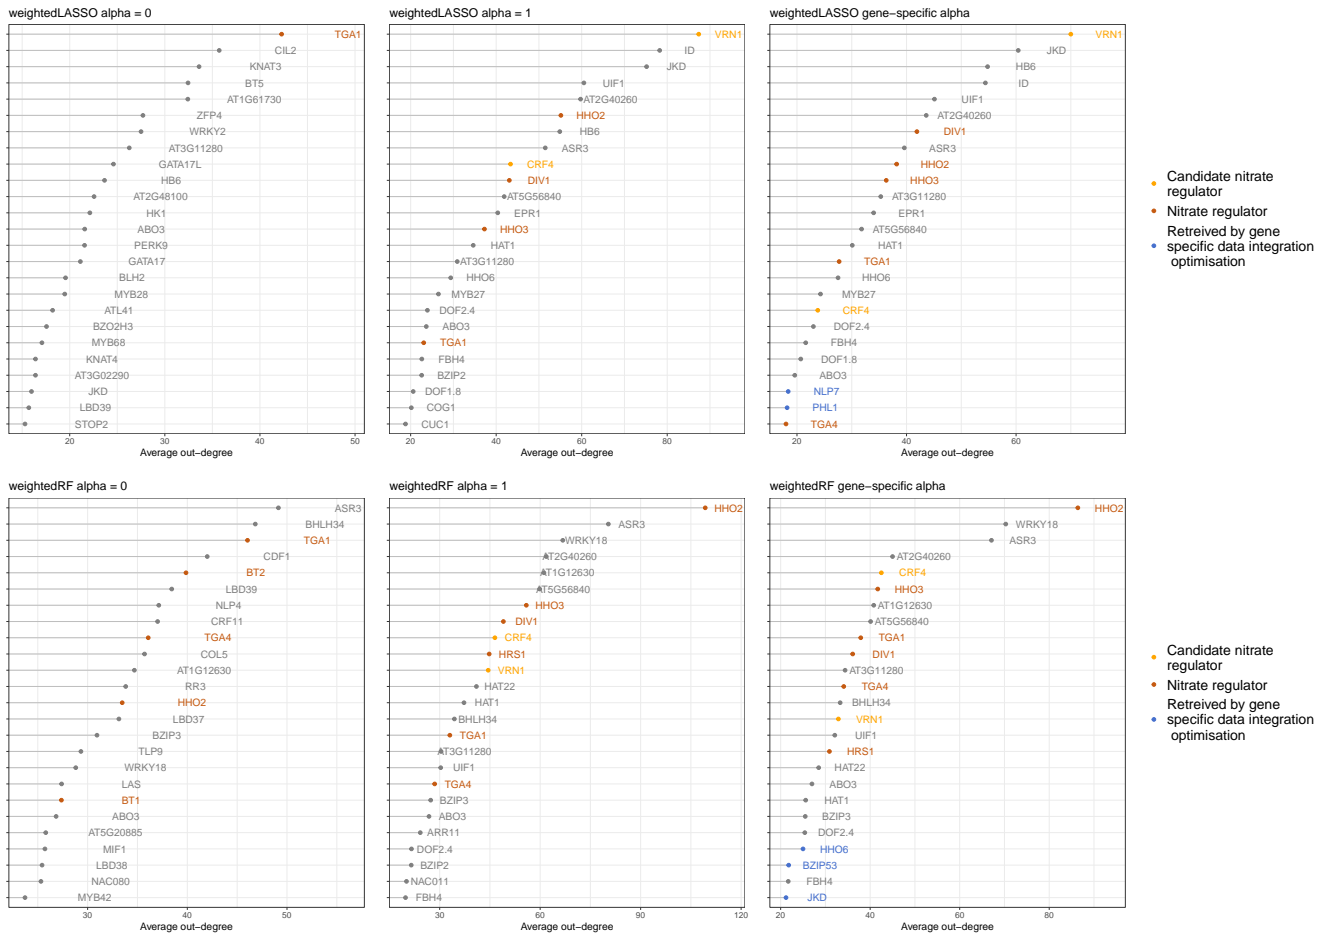 weightedLASSO alpha = 0
TGA1
CIL2
KNAT3
BT5
AT1G61730
ZFP4
WRKY2
AT3G11280
GATA17L
HB6
AT2G48100
HK1
ABO3
PERK9
GATA17
BLH2
MYB28
ATL41
BZO2H3
MYB68
KNAT4
AT3G02290
JKD
LBD39
STOP2
20 30 40 50
Average out−degree
weightedLASSO alpha = 1
VRN1
ID
JKD
UIF1
AT2G40260
HHO2
HB6
ASR3
CRF4
DIV1
AT5G56840
EPR1
HHO3
HAT1
AT3G11280
HHO6
MYB27
DOF2.4
ABO3
TGA1
FBH4
BZIP2
DOF1.8
COG1
CUC1
20 40 60 80
Average out−degree
weightedLASSO gene−specific alpha
VRN1
JKD
HB6
ID
UIF1
AT2G40260
DIV1
ASR3
HHO2
HHO3
AT3G11280
EPR1
AT5G56840
HAT1
TGA1
HHO6
MYB27
CRF4
DOF2.4
FBH4
DOF1.8
ABO3
NLP7
PHL1
TGA4
20 40 60
Average out−degree
Candidate nitrate
regulator
Nitrate regulator
Retreived by gene
specific data integration
optimisation
weightedRF alpha = 0
ASR3
BHLH34
TGA1
CDF1
BT2
LBD39
NLP4
CRF11
TGA4
COL5
AT1G12630
RR3
HHO2
LBD37
BZIP3
TLP9
WRKY18
LAS
BT1
ABO3
AT5G20885
MIF1
LBD38
NAC080
MYB42
30 40 50
Average out−degree
weightedRF alpha = 1
HHO2
ASR3
WRKY18
AT2G40260
AT1G12630
AT5G56840
HHO3
DIV1
CRF4
HRS1
VRN1
HAT22
HAT1
BHLH34
TGA1
AT3G11280
UIF1
TGA4
BZIP3
ABO3
ARR11
DOF2.4
BZIP2
NAC011
FBH4
30 60 90 120
Average out−degree
weightedRF gene−specific alpha
HHO2
WRKY18
ASR3
AT2G40260
CRF4
HHO3
AT1G12630
AT5G56840
TGA1
DIV1
AT3G11280
TGA4
BHLH34
VRN1
UIF1
HRS1
HAT22
ABO3
HAT1
BZIP3
DOF2.4
HHO6
BZIP53
FBH4
JKD
20 40 60 80
Average out−degree
Candidate nitrate
regulator
Nitrate regulator
Retreived by gene
specific data integration
optimisation